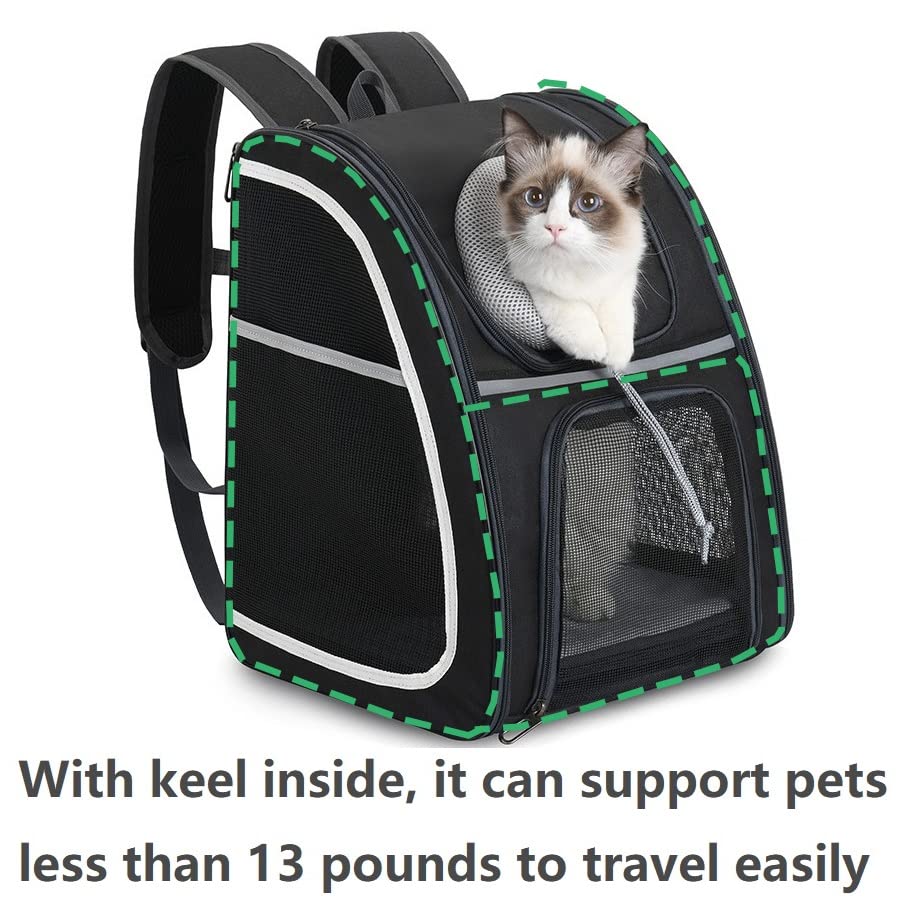 With keel inside, it can support pets
less than 13 pounds to travel easily